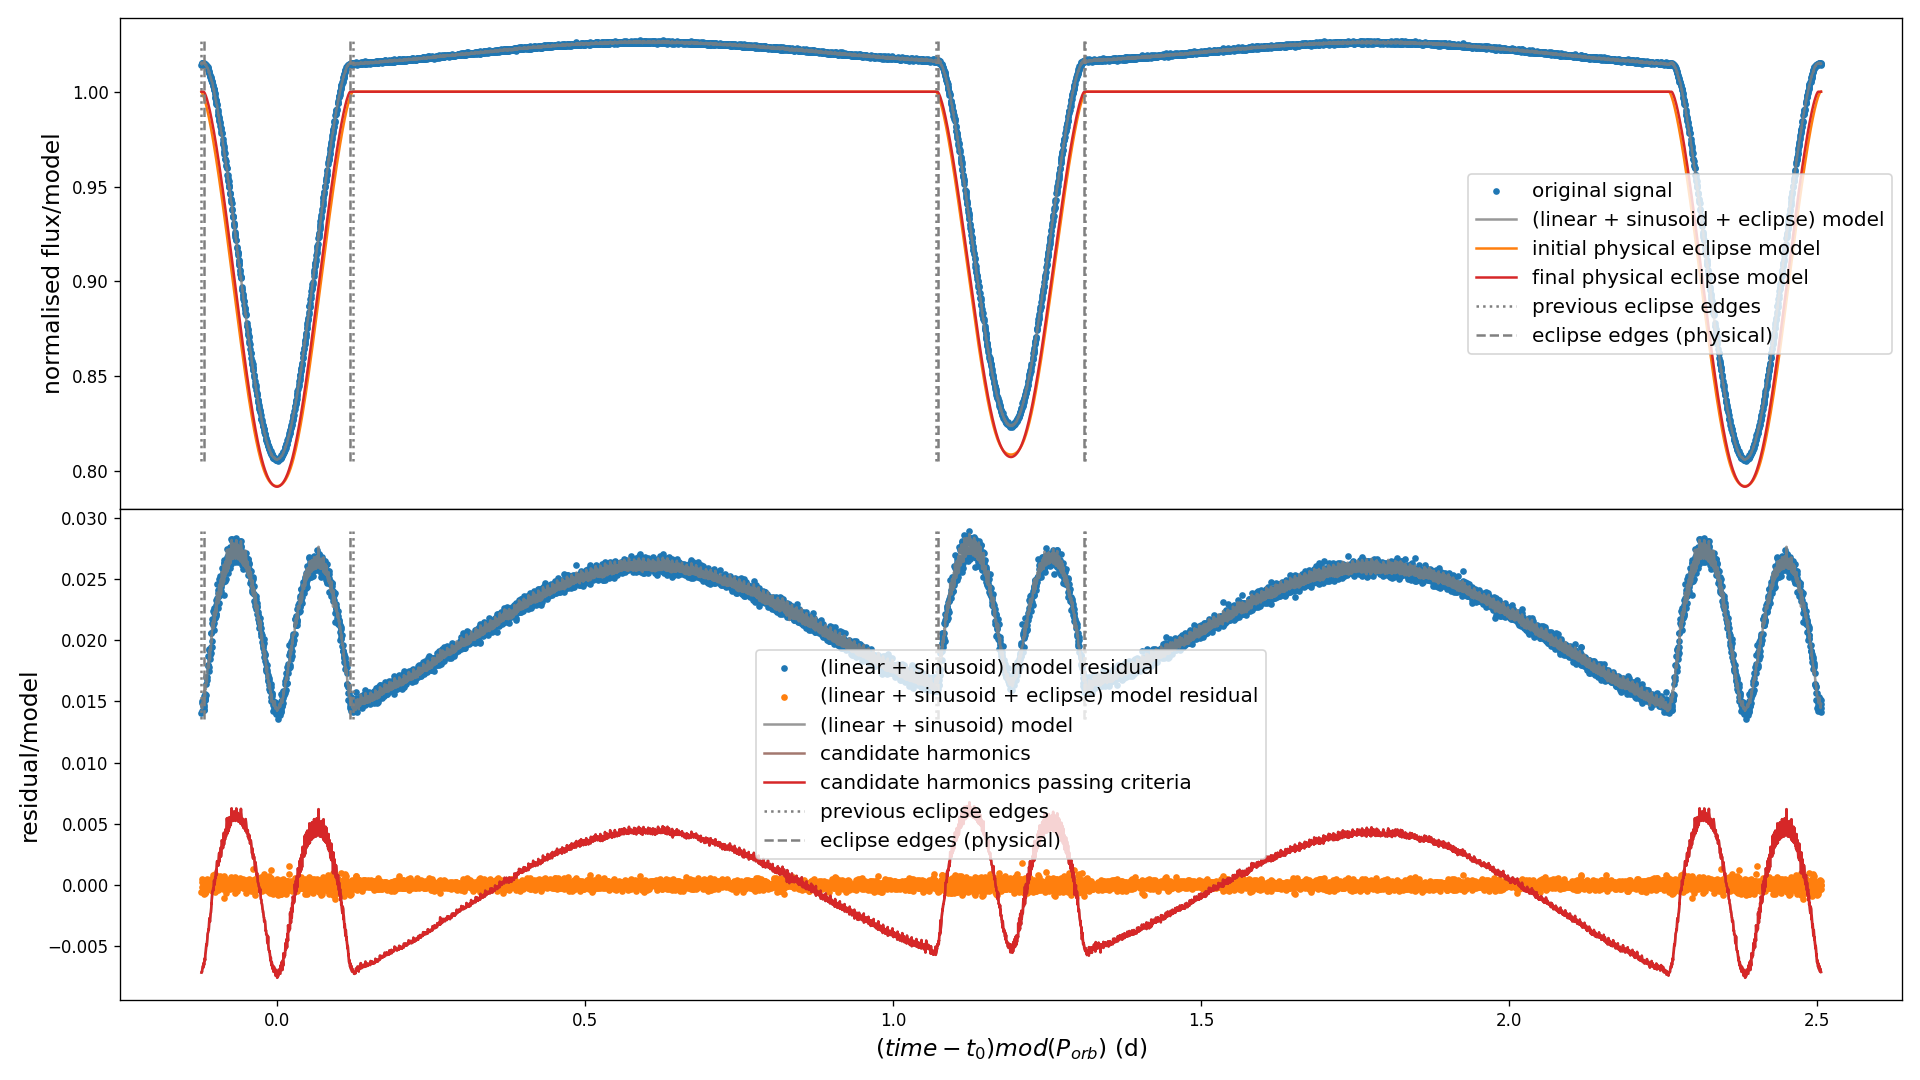 normalised flux/model
1.00
0.95
0.90
0.85
0.80
original signal
(linear + sinusoid + eclipse) model
initial physical eclipse model
final physical eclipse model
previous eclipse edges
eclipse edges (physical)
residual/model
0.030
0.025
0.020
0.015
0.010
0.005
0.000
−0.005
(linear + sinusoid) model residual
(linear + sinusoid + eclipse) model residual
(linear + sinusoid) model
candidate harmonics
candidate harmonics passing criteria
previous eclipse edges
eclipse edges (physical)
0.0 0.5 1.0 1.5 2.0 2.5
(time − t₀)mod(Pₒᵣb) (d)